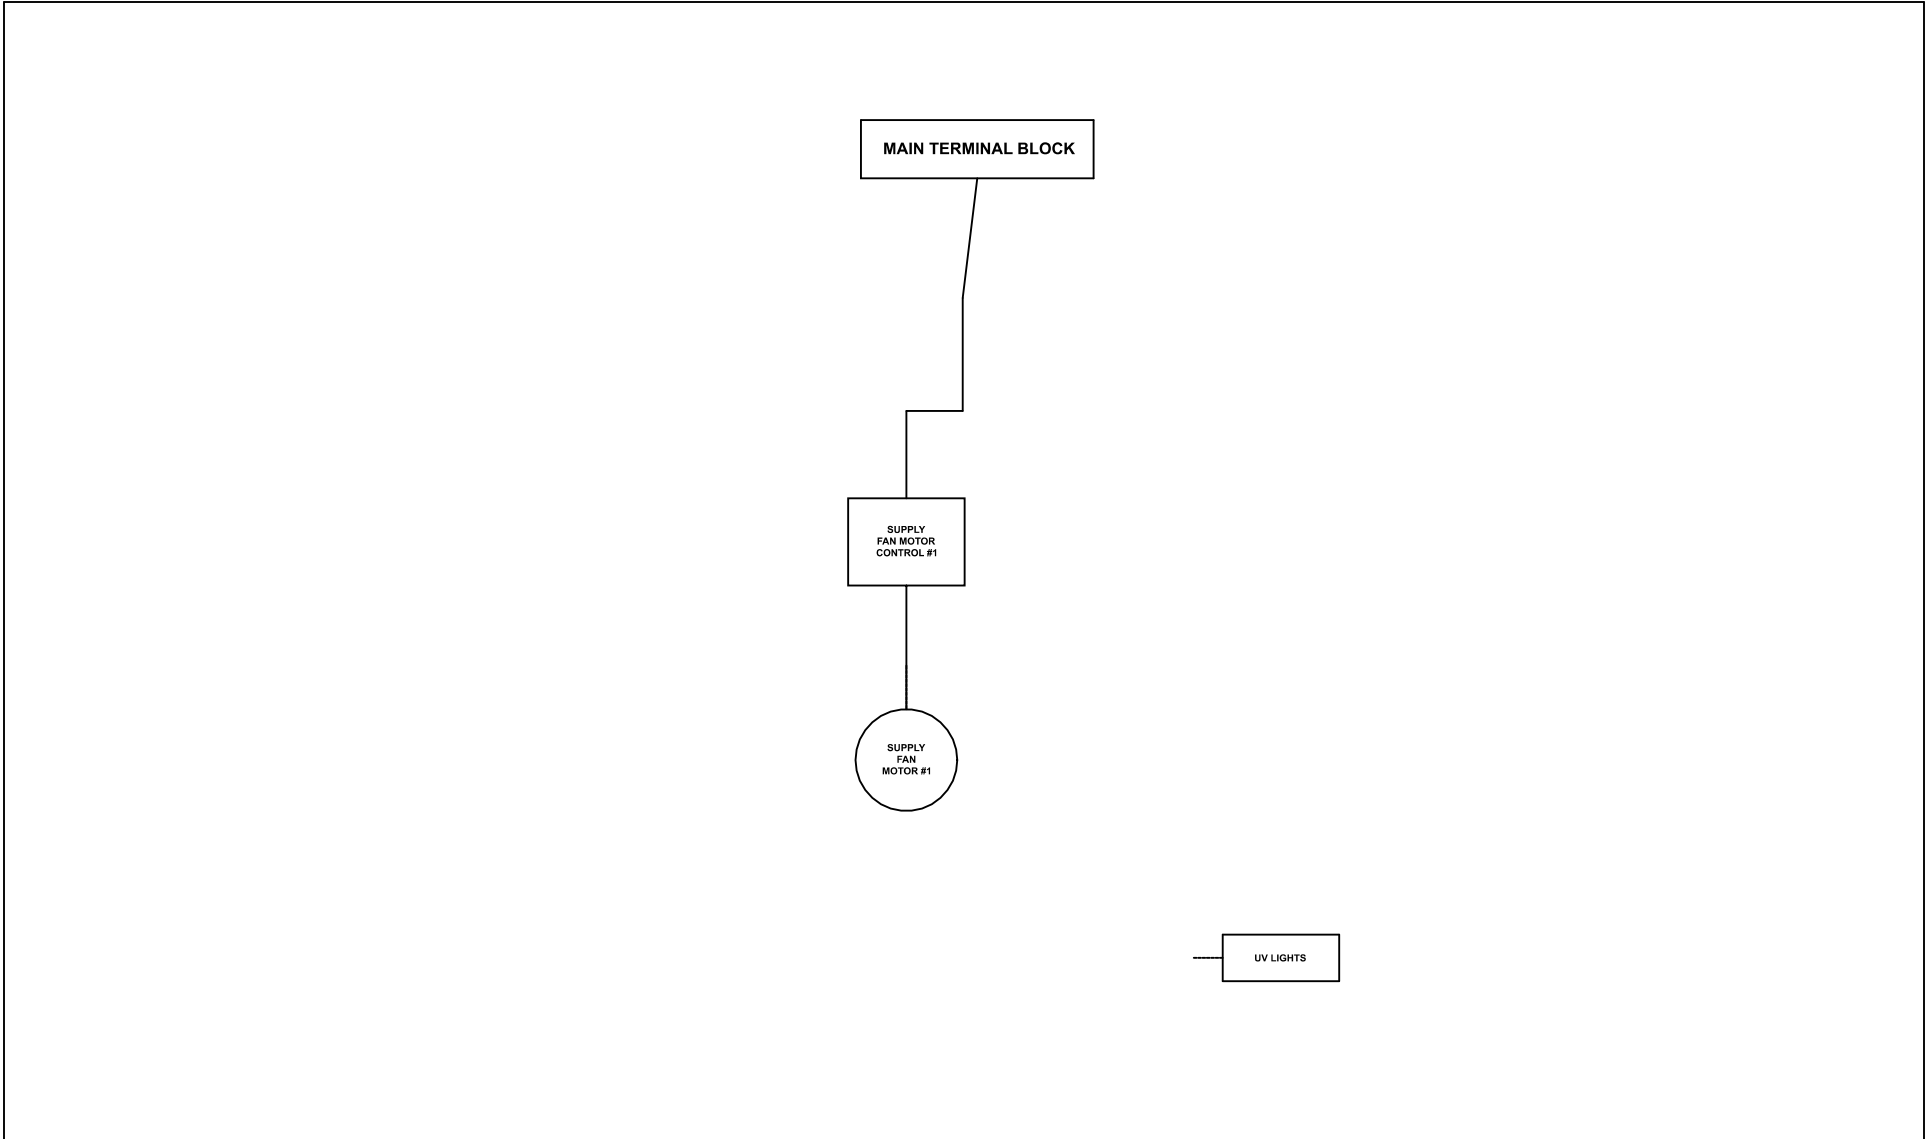 MAIN TERMINAL BLOCK
SUPPLY
FAN MOTOR
CONTROL #1
SUPPLY
FAN
MOTOR #1
UV LIGHTS